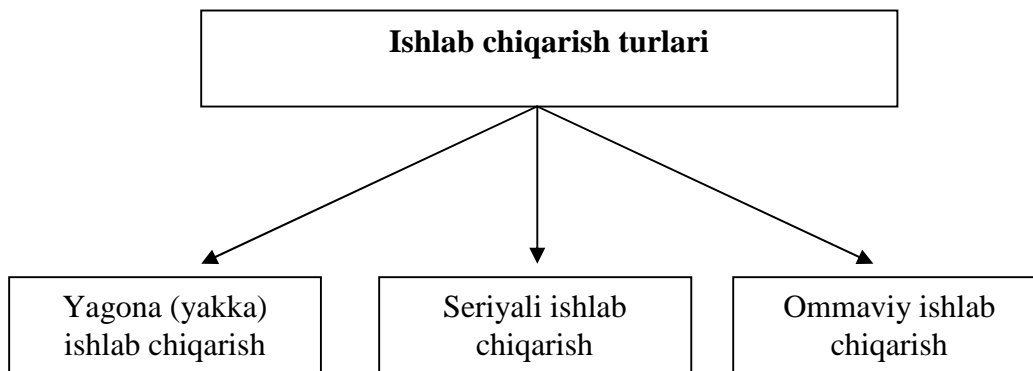 Ishlab chiqarish turlari
Yagona (yakka)
ishlab chiqarish
Seriyali ishlab
chiqarish
Ommaviy ishlab
chiqarish